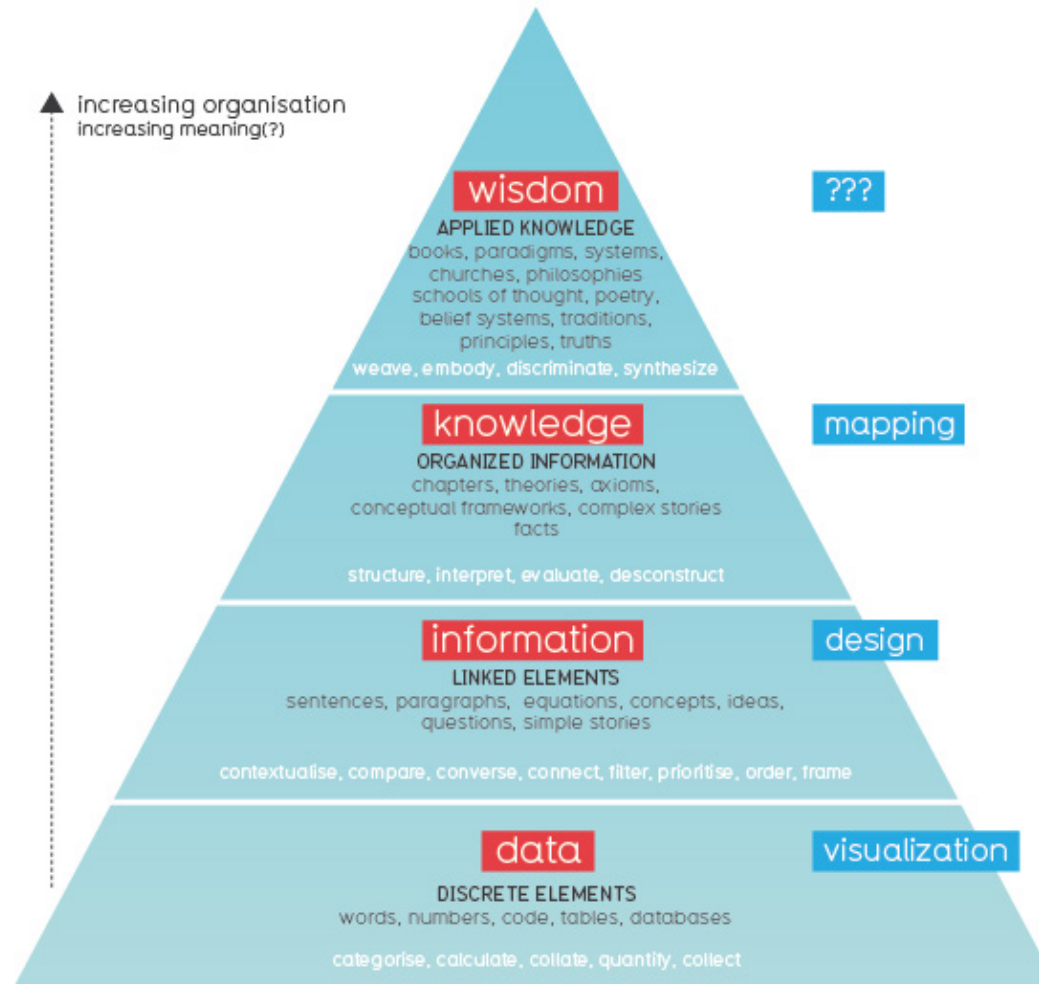 increasing organisation
increasing meaning(?)
wisdom
???
APPLIED KNOWLEDGE
books, paradigms, systems,
churches, philosophies
schools of thought, poetry,
belief systems, traditions,
principles, truths
weave, embody, discriminate, synthesize
knowledge
mapping
ORGANIZED INFORMATION
chapters, theories, axioms,
conceptual frameworks, complex stories
facts
structure, interpret, evaluate, desconstruct
information
design
LINKED ELEMENTS
sentences, paragraphs, equations, concepts, ideas,
questions, simple stories
contextualise, compare, converse, connect, filter, prioritise, order, frame
data
visualization
DISCRETE ELEMENTS
words, numbers, code, tables, databases
categorise, calculate, collate, quantify, collect